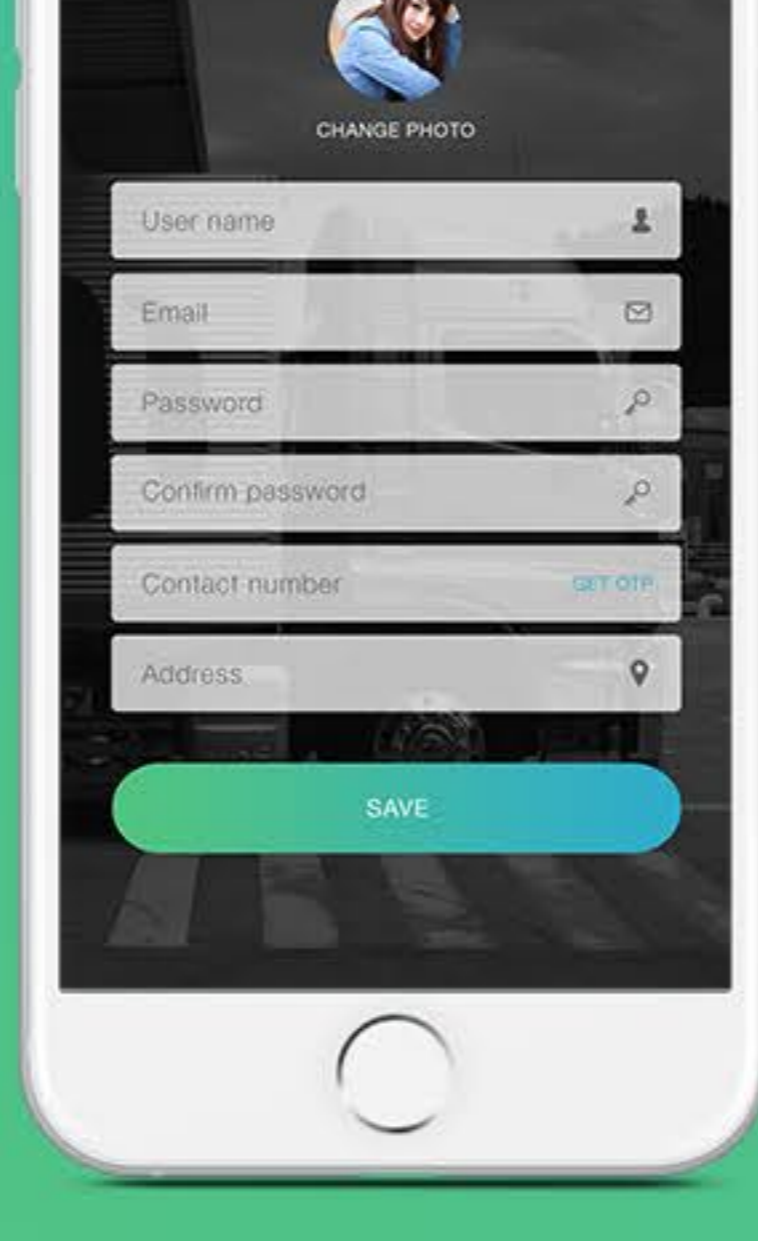 CHANGE PHOTO
User name
Email
Password
Confirm password
Contact number
GET OTP
Address
SAVE